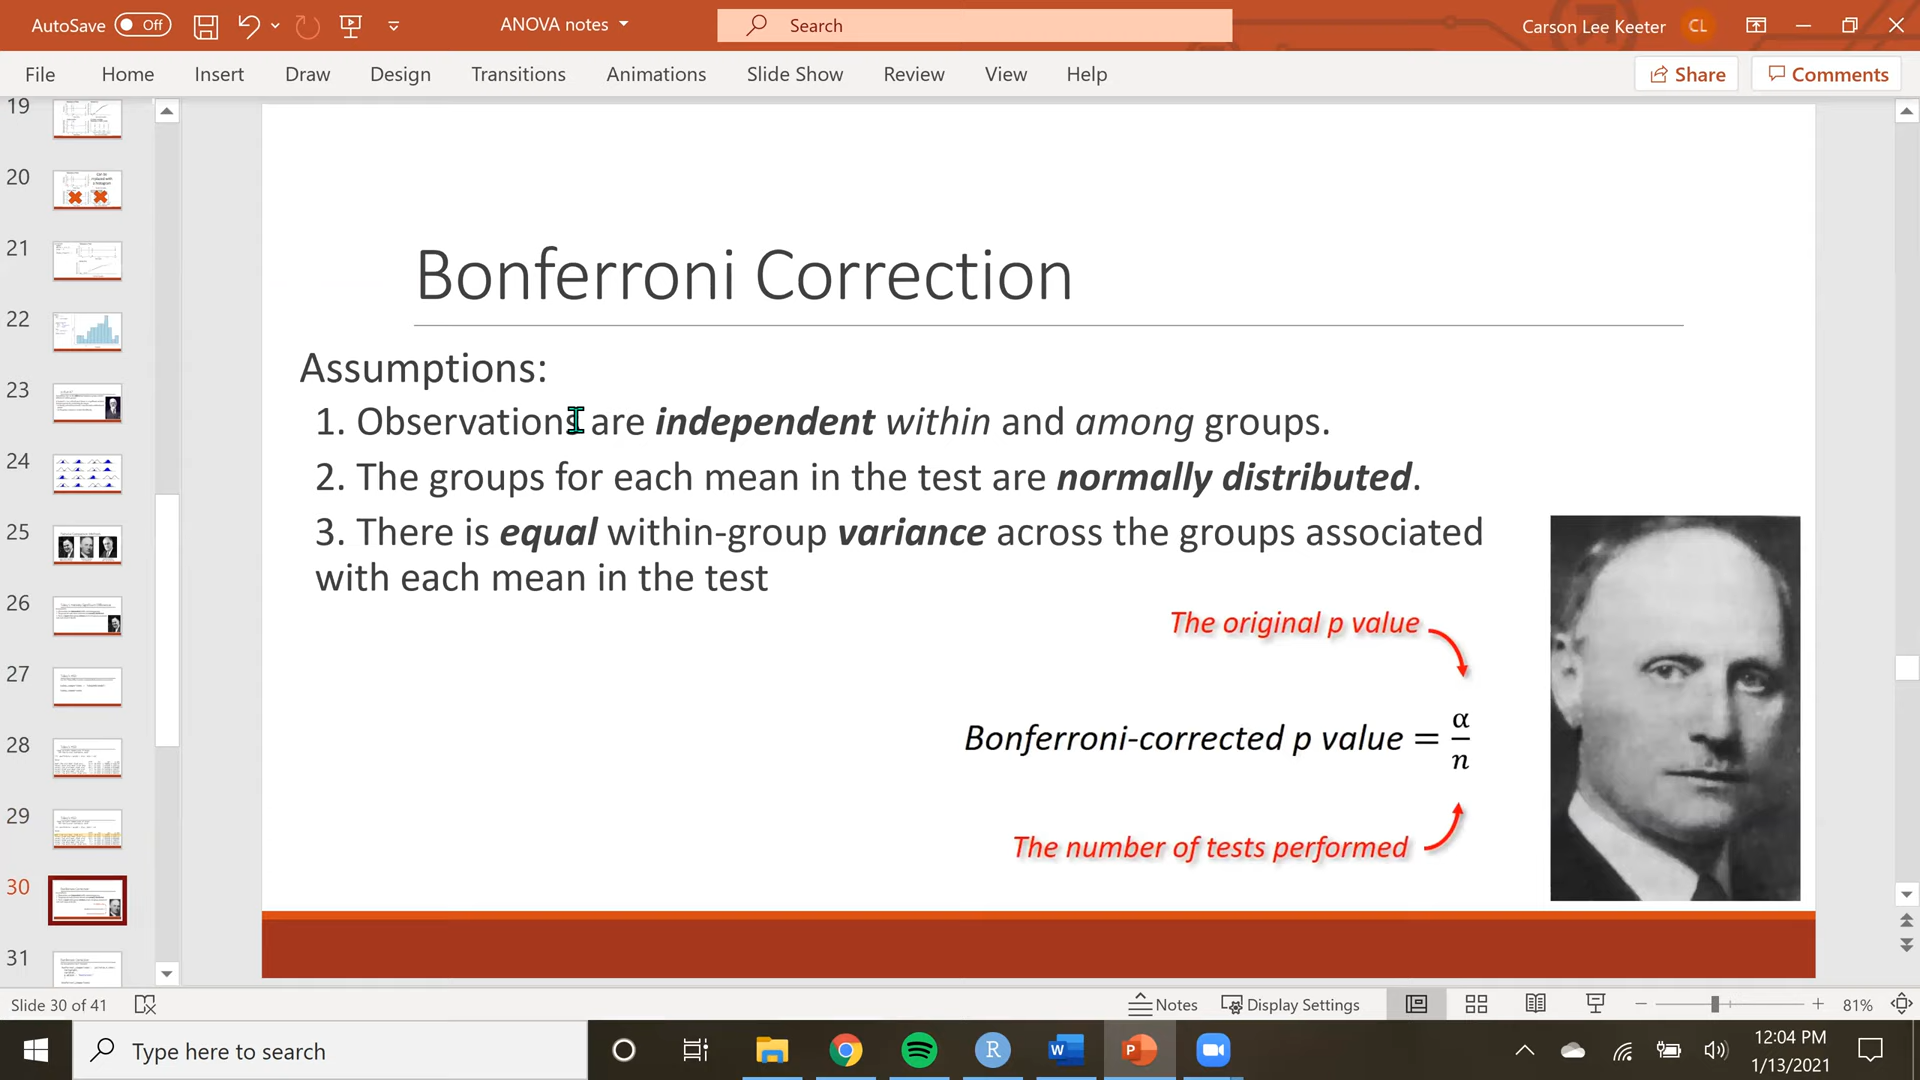 AutoSave Off
ANOVA notes
Search
Carson Lee Keeter
CL
File Home Insert Draw Design Transitions Animations Slide Show Review View Help
Share
Comments
19
20
21
22
23
24
25
26
27
28
29
30
31
Bonferroni Correction
Assumptions:
1. Observations are independent within and among groups.
2. The groups for each mean in the test are normally distributed.
3. There is equal within-group variance across the groups associated
with each mean in the test
The original p value
Bonferroni-corrected p value = α/n
The number of tests performed
Slide 30 of 41
Notes
Display Settings
81%
Type here to search
R
W
P
12:04 PM
1/13/2021